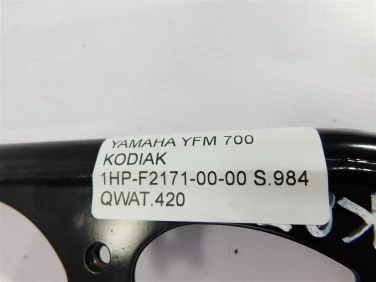 YAMAHA YFM 700
KODIAK
1HP-F2171-00-00 S.984
QWAT.420